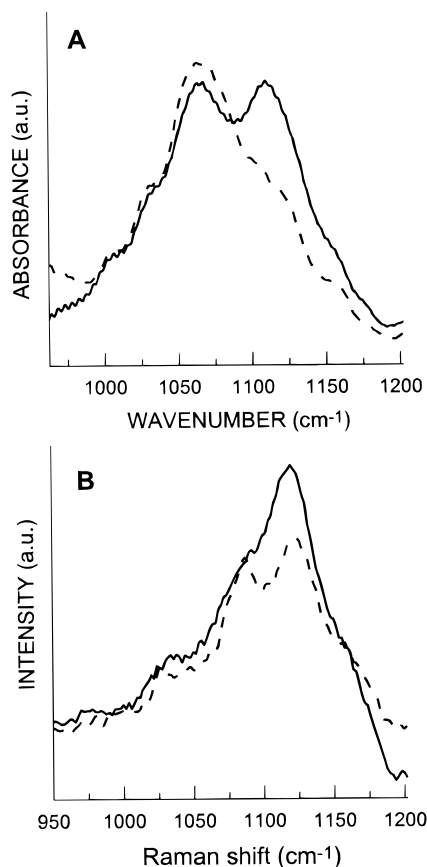 A
ABSORBANCE (a.u.)
1000 1050 1100 1150 1200
WAVENUMBER (cm-1)
B
INTENSITY (a.u.)
950 1000 1050 1100 1150 1200
Raman shift (cm-1)